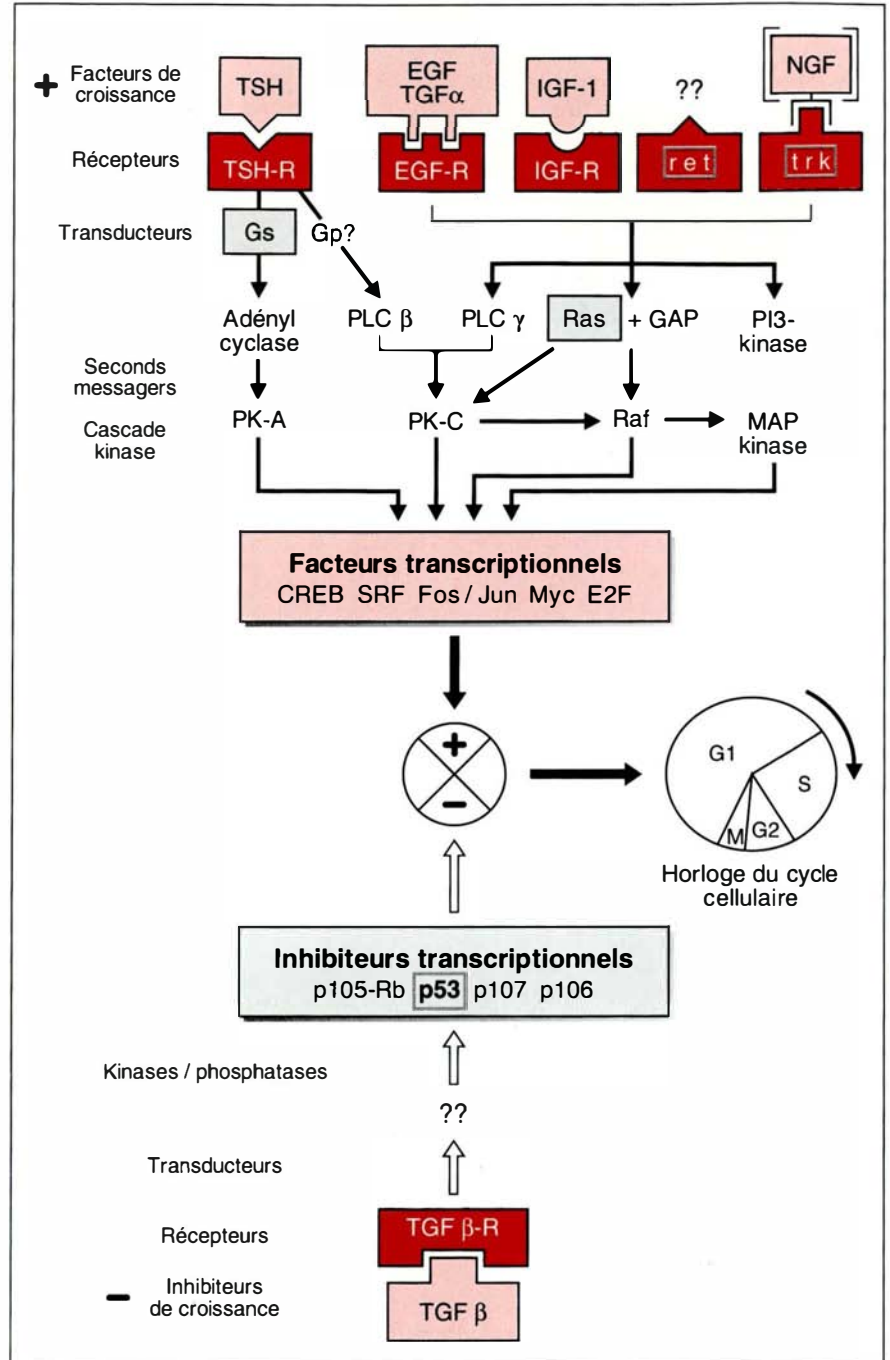 + Facteurs de
croissance
TSH
EGF
TGFα
IGF-1
??
NGF
Récepteurs
TSH-R
EGF-R
IGF-R
ret
trk
Transducteurs
Gs
Gp?
Adényl
cyclase
PLC β
PLC γ
Ras
+ GAP
PI3-
kinase
Seconds
messagers
Cascade
kinase
PK-A
PK-C
Raf
MAP
kinase
Facteurs transcriptionnels
CREB SRF Fos / Jun Myc E2F
+
−
G1
S
G2
M
Horloge du cycle
cellulaire
Inhibiteurs transcriptionnels
p105-Rb p53 p107 p106
Kinases / phosphatases
??
Transducteurs
Récepteurs
TGF β-R
− Inhibiteurs
de croissance
TGF β